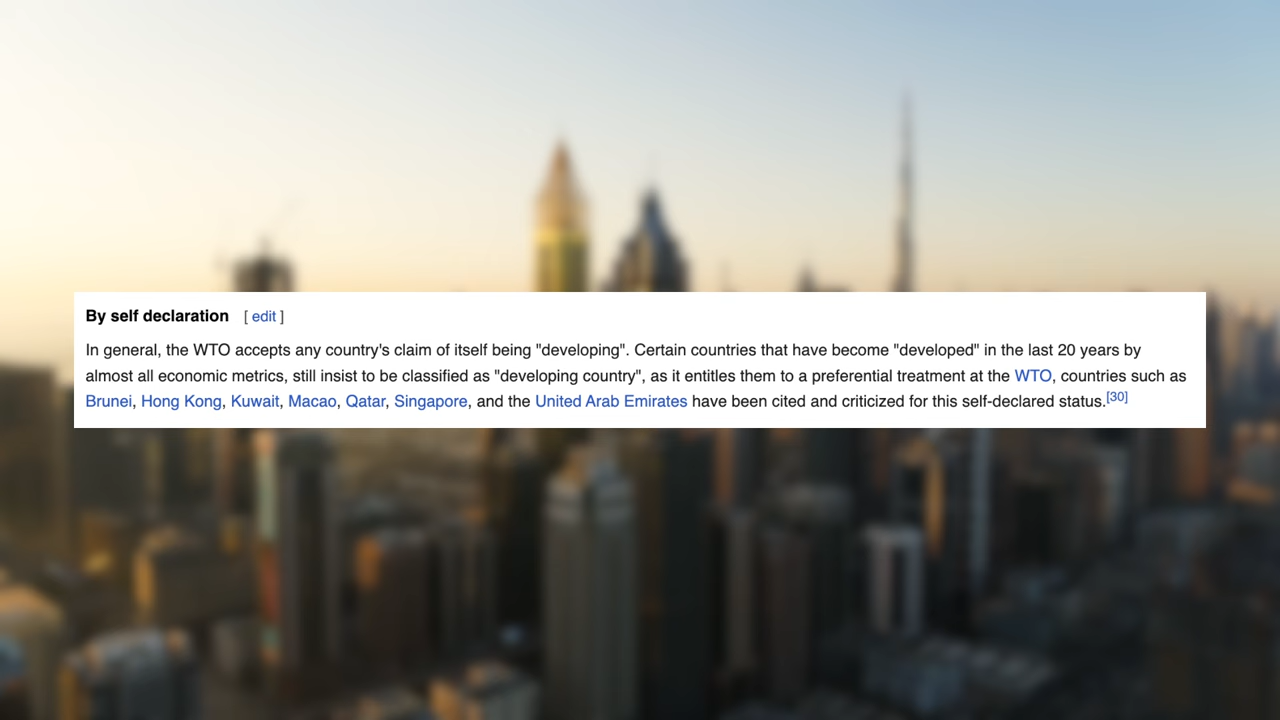 By self declaration [ edit ]
In general, the WTO accepts any country's claim of itself being "developing". Certain countries that have become "developed" in the last 20 years by
almost all economic metrics, still insist to be classified as "developing country", as it entitles them to a preferential treatment at the WTO, countries such as
Brunei, Hong Kong, Kuwait, Macao, Qatar, Singapore, and the United Arab Emirates have been cited and criticized for this self-declared status.[30]